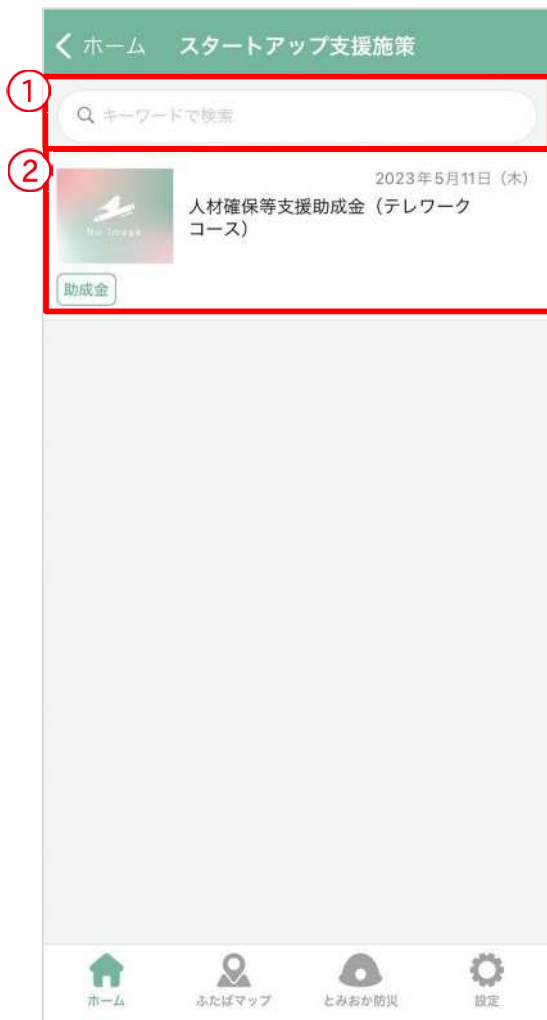 ホーム スタートアップ支援施策
①
キーワードで検索
②
2023年5月11日（木）
人材確保等支援助成金（テレワーク
コース）
No Image
助成金
ホーム ふたばマップ とみおか防災 設定